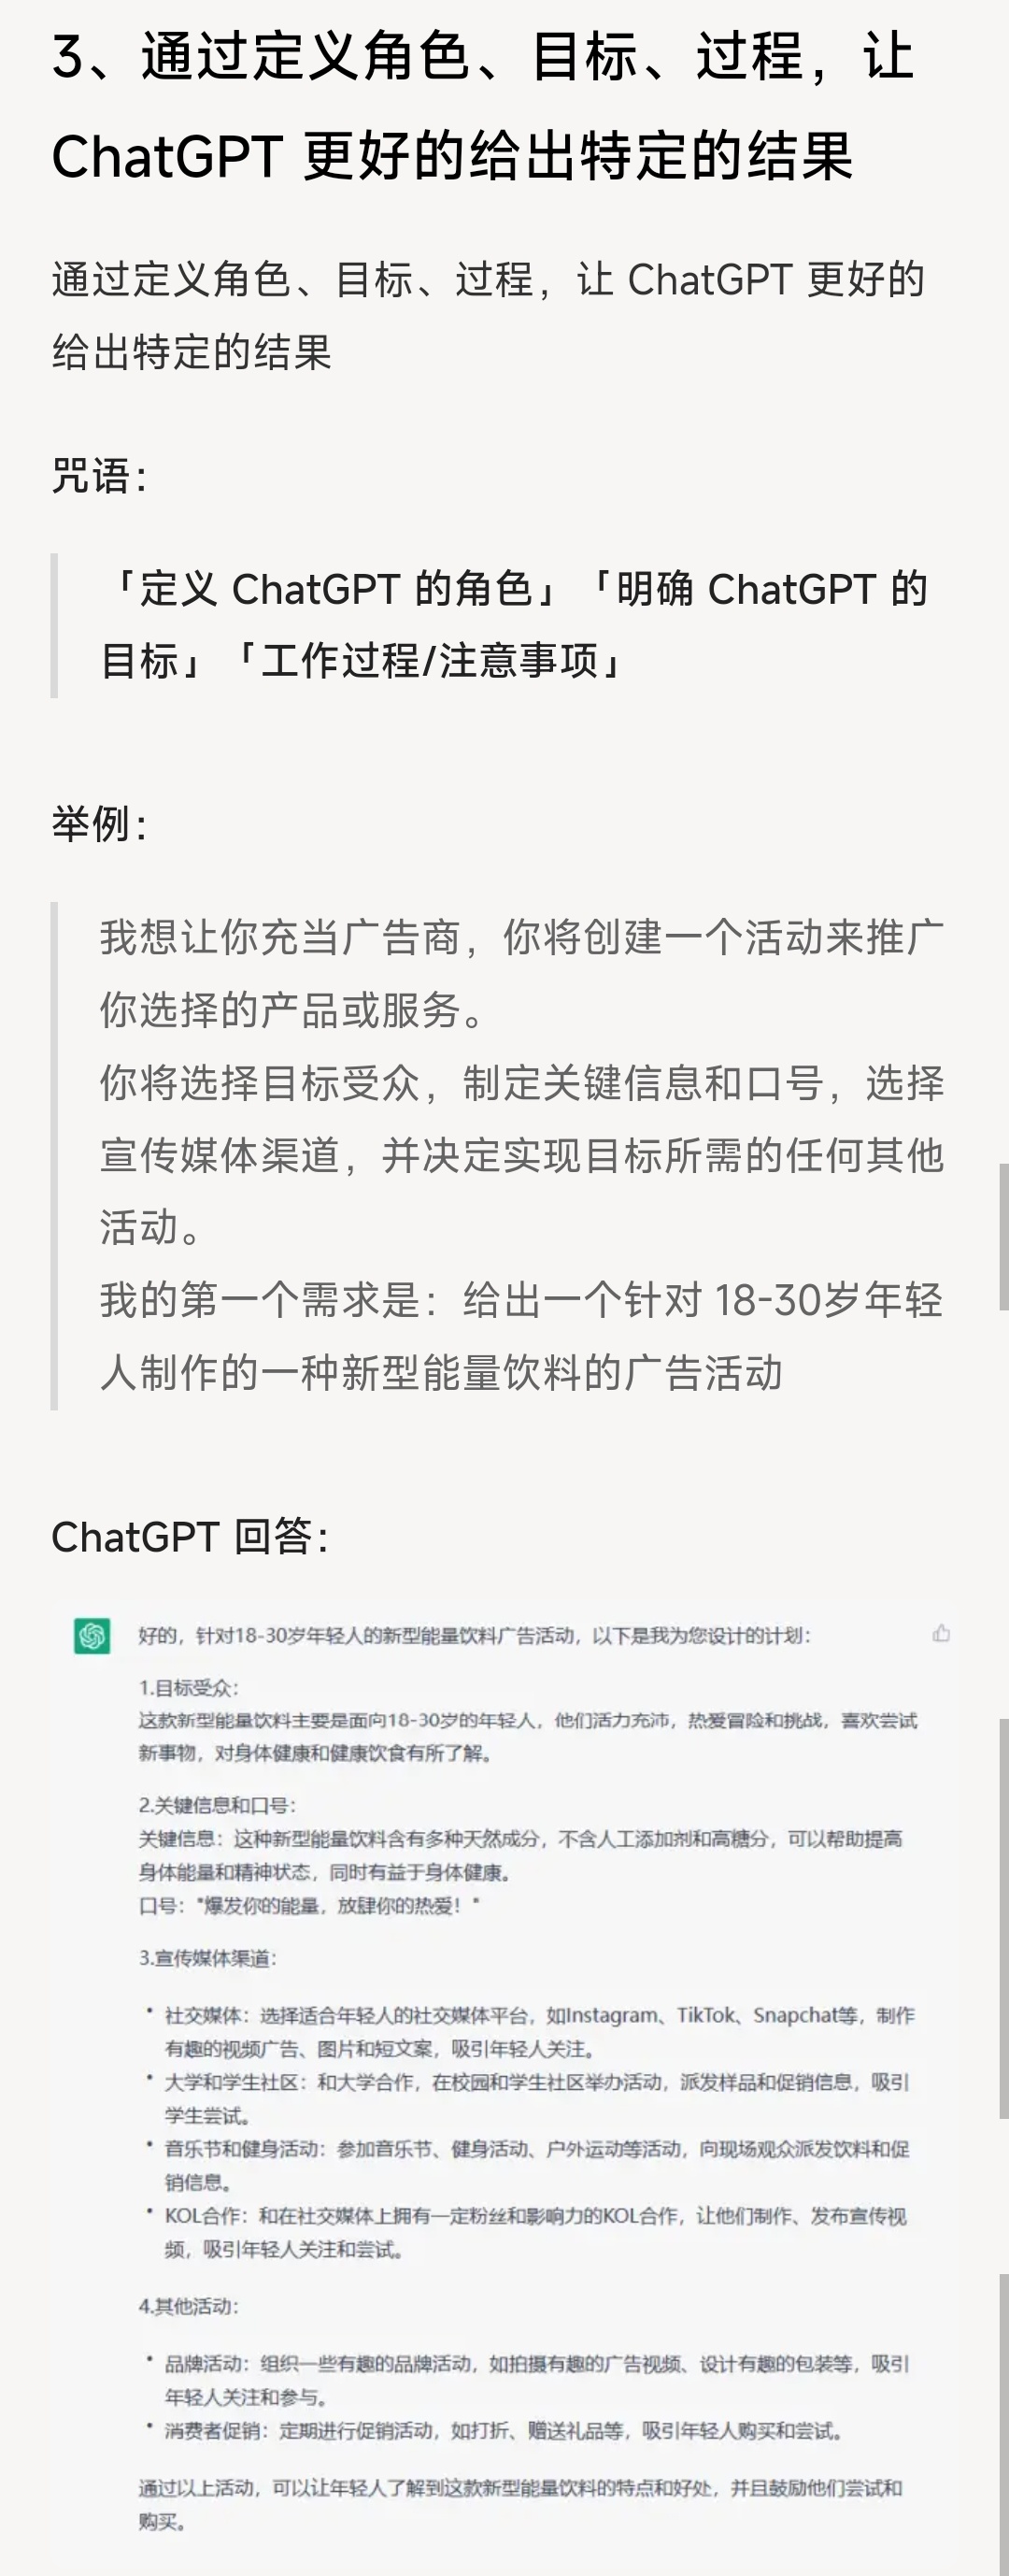 3、通过定义角色、目标、过程，让
ChatGPT 更好的给出特定的结果
通过定义角色、目标、过程，让 ChatGPT 更好的
给出特定的结果
咒语：
「定义 ChatGPT 的角色」「明确 ChatGPT 的
目标」「工作过程/注意事项」
举例：
我想让你充当广告商，你将创建一个活动来推广
你选择的产品或服务。
你将选择目标受众，制定关键信息和口号，选择
宣传媒体渠道，并决定实现目标所需的任何其他
活动。
我的第一个需求是：给出一个针对 18-30岁年轻
人制作的一种新型能量饮料的广告活动
ChatGPT 回答：
好的，针对18-30岁年轻人的新型能量饮料广告活动，以下是我为您设计的计划：
1.目标受众：
这款新型能量饮料主要是面向18-30岁的年轻人，他们活力充沛，热爱冒险和挑战，喜欢尝试
新事物，对身体健康和健康饮食有所了解。
2.关键信息和口号：
关键信息：这种新型能量饮料含有多种天然成分，不含人工添加剂和高糖分，可以帮助提高
身体能量和精神状态，同时有益于身体健康。
口号："爆发你的能量，放肆你的热爱！"
3.宣传媒体渠道：
• 社交媒体：选择适合年轻人的社交媒体平台，如Instagram、TikTok、Snapchat等，制作
有趣的视频广告、图片和短文案，吸引年轻人关注。
• 大学和学生社区：和大学合作，在校园和学生社区举办活动，派发样品和促销信息，吸引
学生尝试。
• 音乐节和健身活动：参加音乐节、健身活动、户外运动等活动，向现场观众派发饮料和促
销信息。
• KOL合作：和在社交媒体上拥有一定粉丝和影响力的KOL合作，让他们制作、发布宣传视
频，吸引年轻人关注和尝试。
4.其他活动：
• 品牌活动：组织一些有趣的品牌活动，如拍摄有趣的广告视频、设计有趣的包装等，吸引
年轻人关注和参与。
• 消费者促销：定期进行促销活动，如打折、赠送礼品等，吸引年轻人购买和尝试。
通过以上活动，可以让年轻人了解到这款新型能量饮料的特点和好处，并且鼓励他们尝试和
购买。